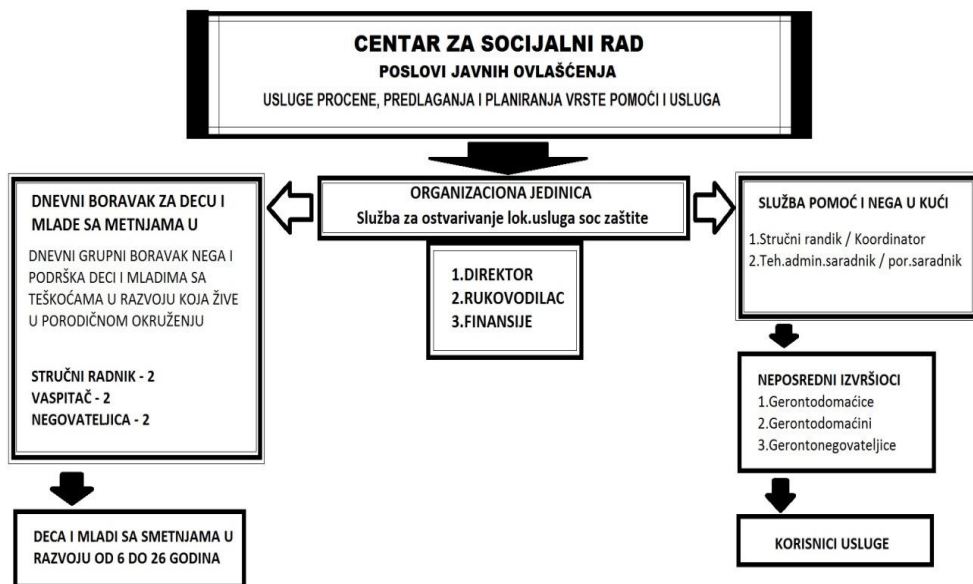 CENTAR ZA SOCIJALNI RAD
POSLOVI JAVNIH OVLAŠĆENJA
USLUGE PROCENE, PREDLAGANJA I PLANIRANJA VRSTE POMOĆI I USLUGA
ORGANIZACIONA JEDINICA
Služba za ostvarivanje lok.usluga soc zaštite
1.DIREKTOR
2.RUKOVODILAC
3.FINANSIJE
DNEVNI BORAVAK ZA DECU I
MLADE SA METNJAMA U
DNEVNI GRUPNI BORAVAK NEGA I
PODRŠKA DECI I MLADIMA SA
TEŠKOĆAMA U RAZVOJU KOJA ŽIVE
U PORODIČNOM OKRUŽENJU
STRUČNI RADNIK - 2
VASPITAČ - 2
NEGOVATELJICA - 2
DECA I MLADI SA SMETNJAMA U
RAZVOJU OD 6 DO 26 GODINA
SLUŽBA POMOĆ I NEGA U KUĆI
1.Stručni randik / Koordinator
2.Teh.admin.saradnik / por.saradnik
NEPOSREDNI IZVRŠIOCI
1.Gerontodomaćice
2.Gerontodomaćini
3.Gerontonegovateljice
KORISNICI USLUGE